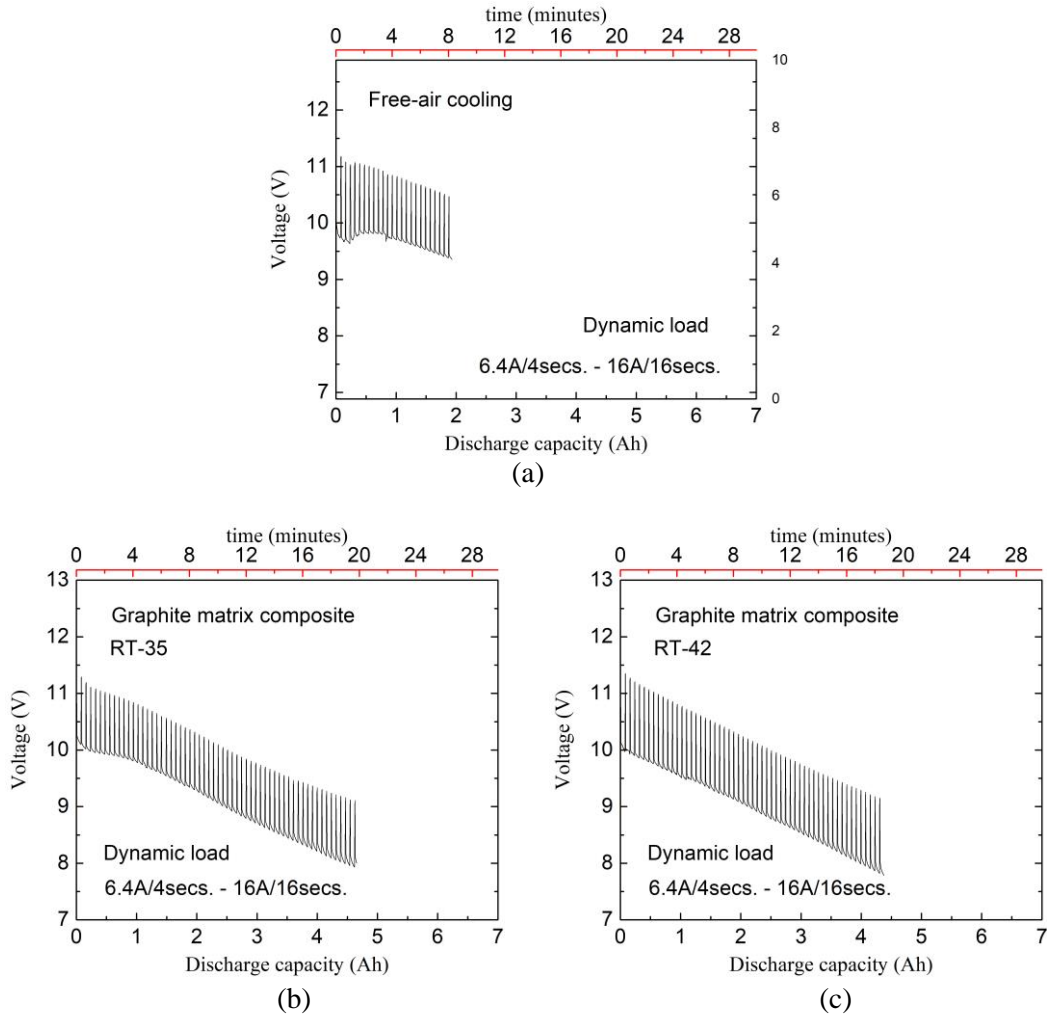 time (minutes)
0 4 8 12 16 20 24 28
Free-air cooling
12
11
10
9
8
7
Voltage (V)
10
8
6
4
2
0
Dynamic load
6.4A/4secs. - 16A/16secs.
0 1 2 3 4 5 6 7
Discharge capacity (Ah)
(a)
time (minutes)
0 4 8 12 16 20 24 28
13
12
11
10
9
8
7
Voltage (V)
Graphite matrix composite
RT-35
Dynamic load
6.4A/4secs. - 16A/16secs.
0 1 2 3 4 5 6 7
Discharge capacity (Ah)
(b)
time (minutes)
0 4 8 12 16 20 24 28
13
12
11
10
9
8
7
Voltage (V)
Graphite matrix composite
RT-42
Dynamic load
6.4A/4secs. - 16A/16secs.
0 1 2 3 4 5 6 7
Discharge capacity (Ah)
(c)